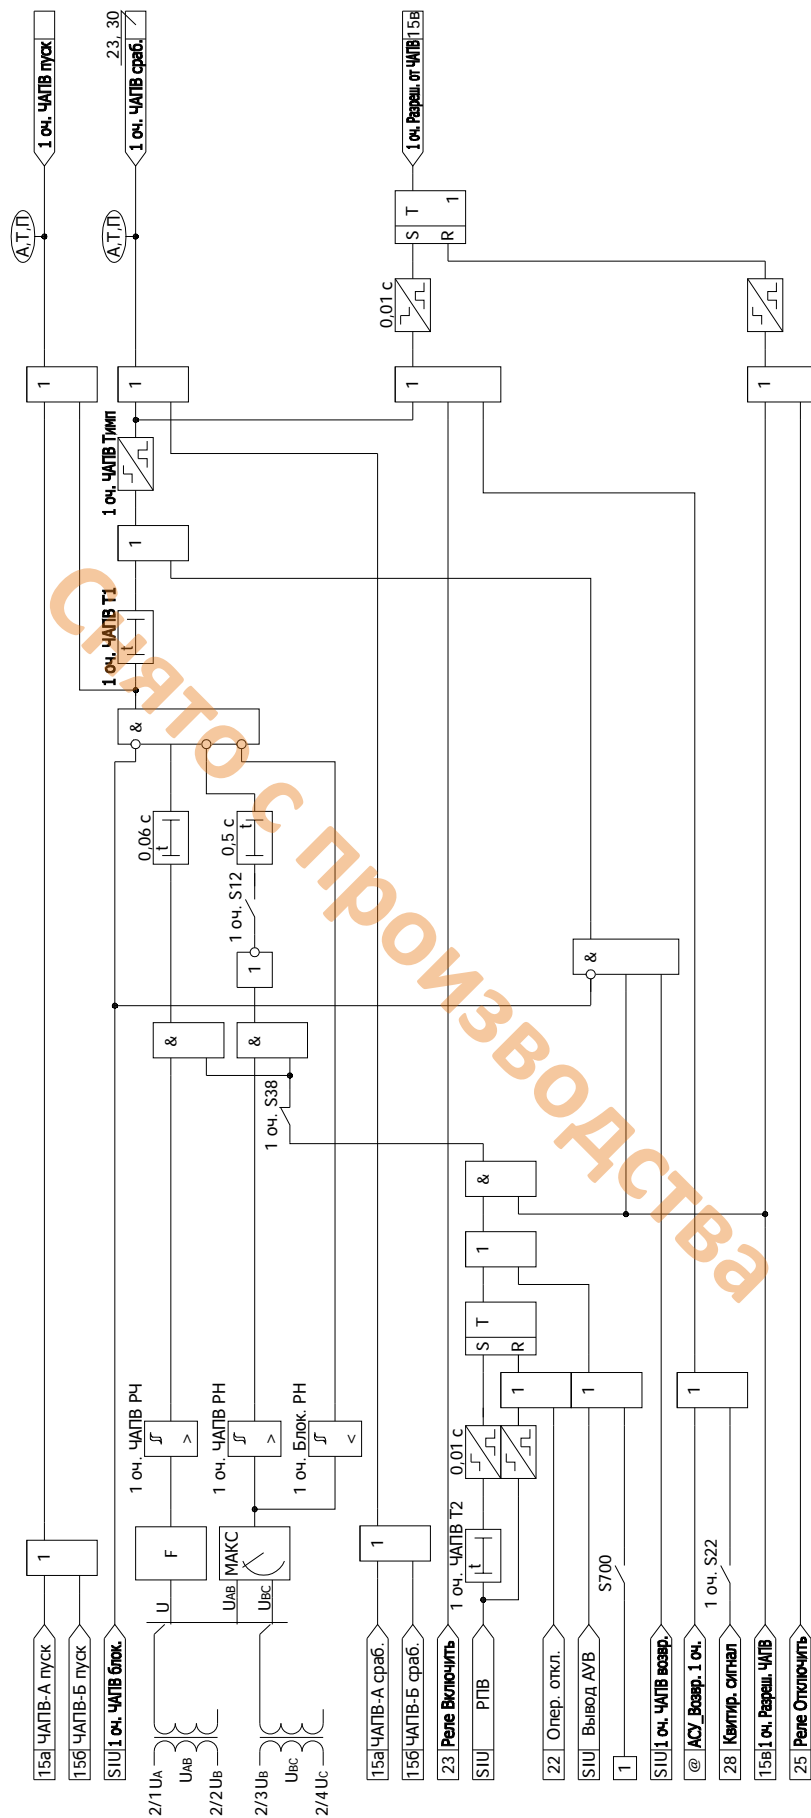 1 оч. ЧАПВ пуск
23, 30
1 оч. ЧАПВ сраб.
1 оч. Разреш. от ЧАПВ
15в
А,Т,П
А,Т,П
S T
R 1
0,01 с
1
1
1
1
1 оч. ЧАПВ Тимп
1
1 оч. ЧАПВ Т1
t
&
0,06 с
t
0,5 с
t
1 оч. S12
1
&
&
&
1 оч. S38
&
1
S T
R
1
1
1
1 оч. ЧАПВ РЧ
>
1 оч. ЧАПВ РН
>
1 оч. Блок. РН
<
0,01 с
1 оч. ЧАПВ Т2
t
F
МАКС
U
UАВ
UВС
1
1
S700
1 оч. S22
15а ЧАПВ-А пуск
15б ЧАПВ-Б пуск
SIU 1 оч. ЧАПВ блок.
2/1 UА
UАВ
2/2 UВ
2/3 UВ
UВС
2/4 UС
15а ЧАПВ-А сраб.
15б ЧАПВ-Б сраб.
23 Реле Включить
SIU РПВ
22 Опер. откл.
SIU Вывод АУВ
1
SIU 1 оч. ЧАПВ возвр.
@ АСУ_Возвр. 1 оч.
28 Квитир. сигнал
15в 1 оч. Разреш. ЧАПВ
25 Реле Отключить
Снято с производства